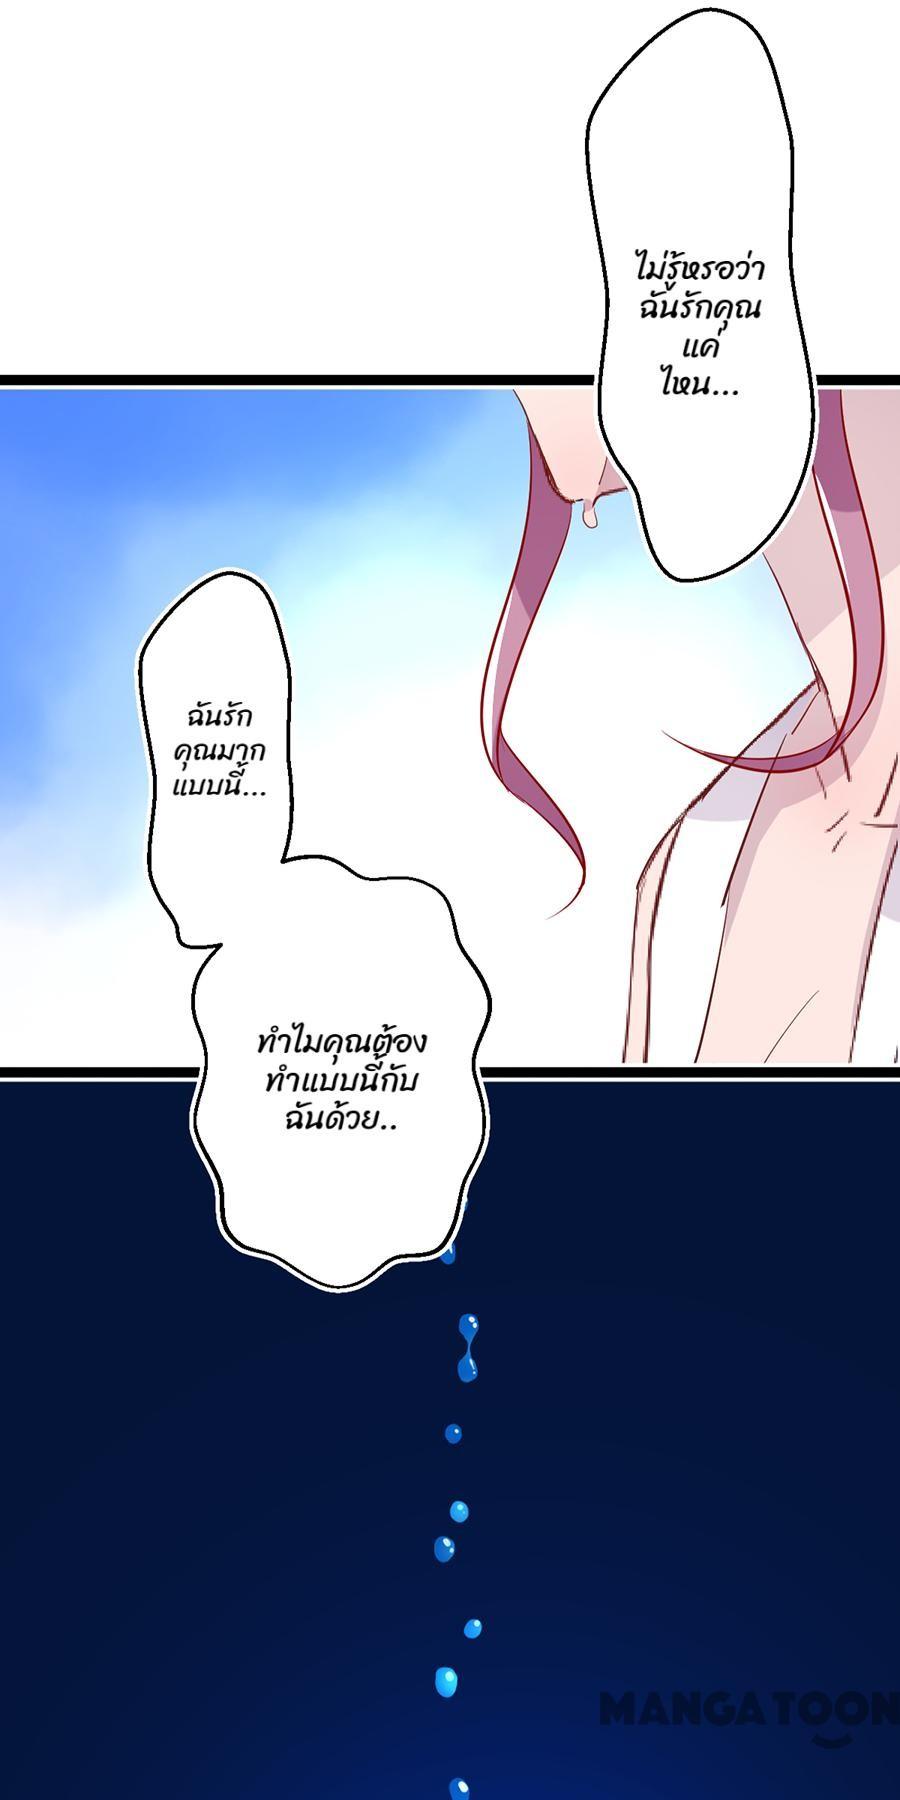 ไม่รู้หรอว่า
ฉันรักคุณ
แค่
ไหน...
ฉันรัก
คุณมาก
แบบนี้...
ทำไมคุณต้อง
ทำแบบนี้กับ
ฉันด้วย..
MANGATOON